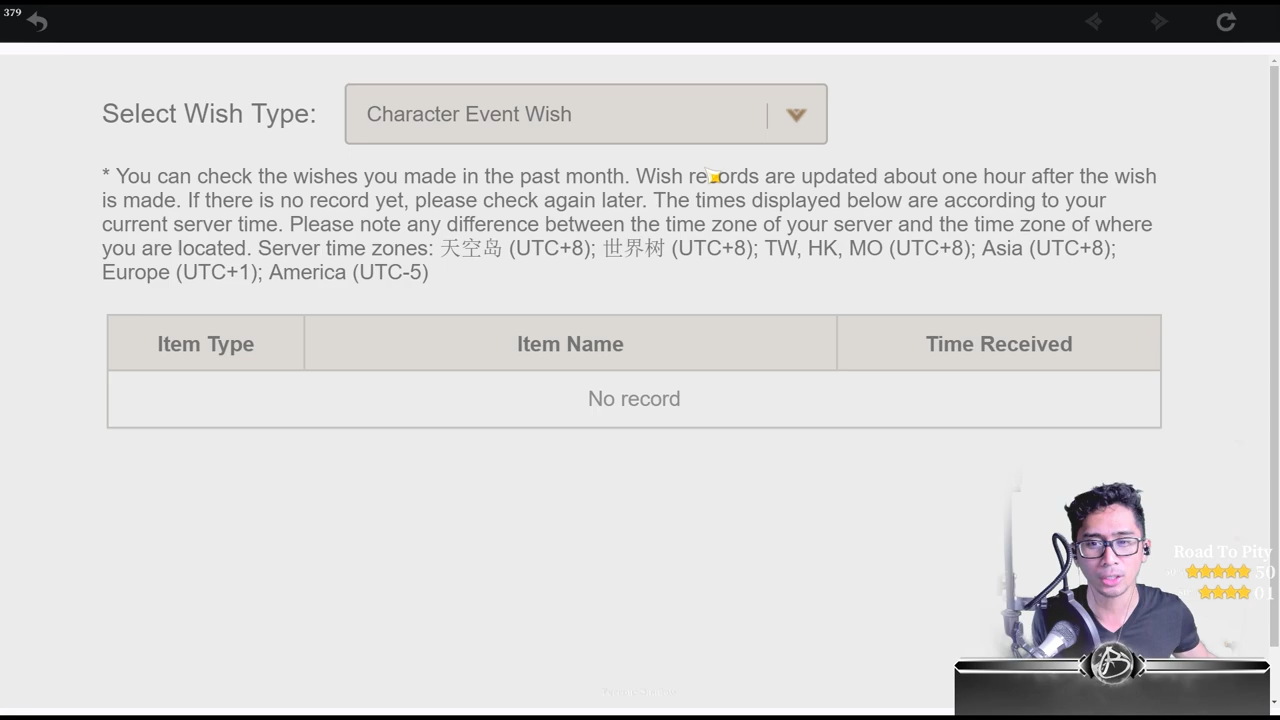 379
Select Wish Type:
Character Event Wish
* You can check the wishes you made in the past month. Wish records are updated about one hour after the wish
is made. If there is no record yet, please check again later. The times displayed below are according to your
current server time. Please note any difference between the time zone of your server and the time zone of where
you are located. Server time zones: 天空岛 (UTC+8); 世界树 (UTC+8); TW, HK, MO (UTC+8); Asia (UTC+8);
Europe (UTC+1); America (UTC-5)
Item Type Item Name Time Received
No record
Road To Pity
50
01